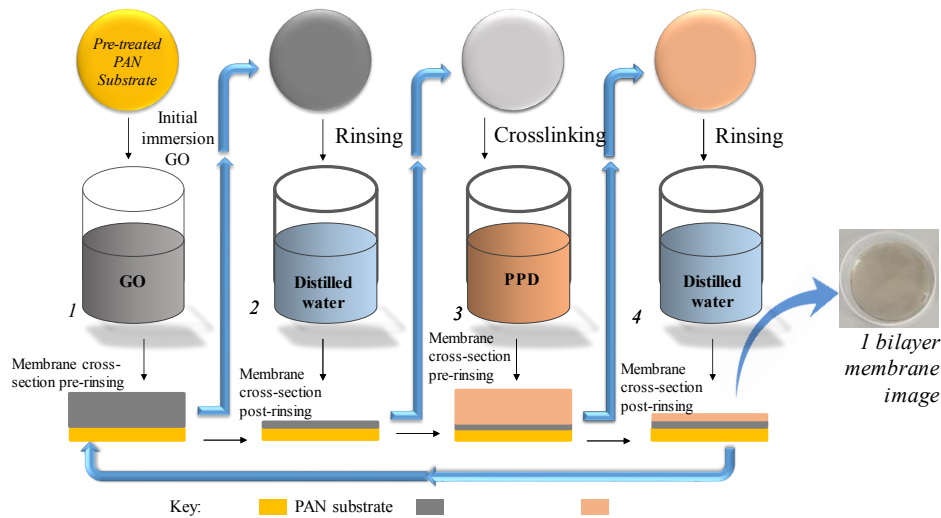 Pre-treated
PAN
Substrate
Initial
immersion
GO
Rinsing
Crosslinking
Rinsing
GO
Distilled
water
PPD
Distilled
water
1
2
3
4
Membrane cross-
section pre-rinsing
Membrane
cross-section
post-rinsing
Membrane
cross-section
pre-rinsing
Membrane
cross-section
post-rinsing
1 bilayer
membrane
image
Key:
PAN substrate